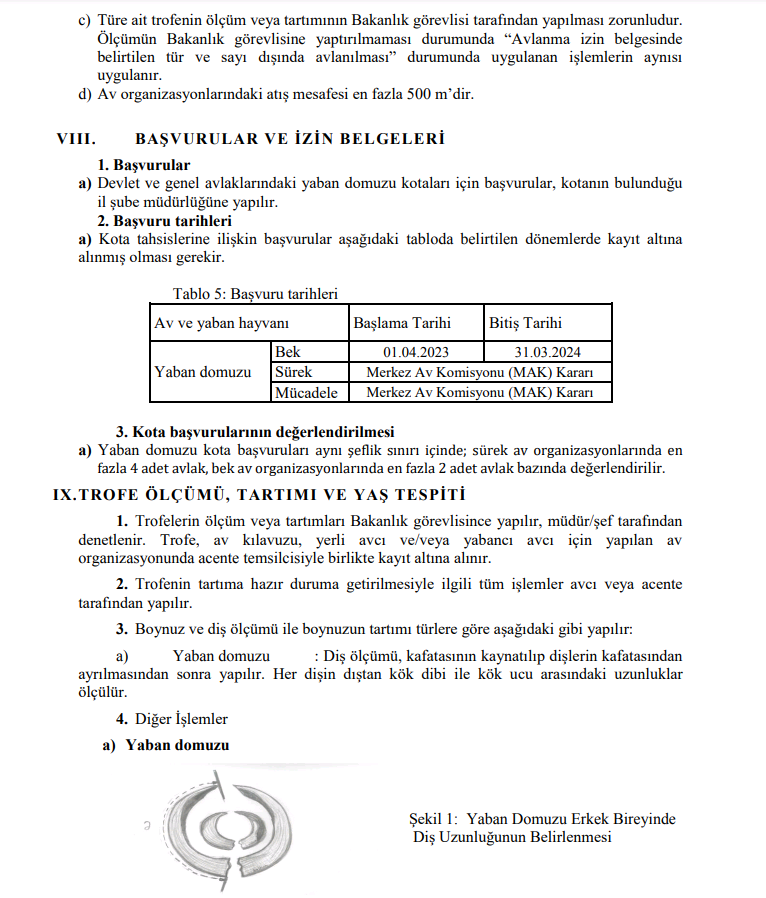 c) Türe ait trofenin ölçüm veya tartımının Bakanlık görevlisi tarafından yapılması zorunludur.
Ölçümün Bakanlık görevlisine yaptırılmaması durumunda “Avlanma izin belgesinde
belirtilen tür ve sayı dışında avlanılması” durumunda uygulanan işlemlerin aynısı
uygulanır.
d) Av organizasyonlarındaki atış mesafesi en fazla 500 m’dir.
VIII. BAŞVURULAR VE İZİN BELGELERİ
1. Başvurular
a) Devlet ve genel avlaklarındaki yaban domuzu kotaları için başvurular, kotanın bulunduğu
il şube müdürlüğüne yapılır.
2. Başvuru tarihleri
a) Kota tahsislerine ilişkin başvurular aşağıdaki tabloda belirtilen dönemlerde kayıt altına
alınmış olması gerekir.
Tablo 5: Başvuru tarihleri
Av ve yaban hayvanı Başlama Tarihi Bitiş Tarihi
Bek 01.04.2023 31.03.2024
Yaban domuzu Sürek Merkez Av Komisyonu (MAK) Kararı
Mücadele Merkez Av Komisyonu (MAK) Kararı
3. Kota başvurularının değerlendirilmesi
a) Yaban domuzu kota başvuruları aynı şeflik sınırı içinde; sürek av organizasyonlarında en
fazla 4 adet avlak, bek av organizasyonlarında en fazla 2 adet avlak bazında değerlendirilir.
IX.TROFE ÖLÇÜMÜ, TARTIMI VE YAŞ TESPİTİ
1. Trofelerin ölçüm veya tartımları Bakanlık görevlisince yapılır, müdür/şef tarafından
denetlenir. Trofe, av kılavuzu, yerli avcı ve/veya yabancı avcı için yapılan av
organizasyonunda acente temsilcisiyle birlikte kayıt altına alınır.
2. Trofenin tartıma hazır duruma getirilmesiyle ilgili tüm işlemler avcı veya acente
tarafından yapılır.
3. Boynuz ve diş ölçümü ile boynuzun tartımı türlere göre aşağıdaki gibi yapılır:
a) Yaban domuzu : Diş ölçümü, kafatasının kaynatılıp dişlerin kafatasından
ayrılmasından sonra yapılır. Her dişin dıştan kök dibi ile kök ucu arasındaki uzunluklar
ölçülür.
4. Diğer İşlemler
a) Yaban domuzu
Şekil 1: Yaban Domuzu Erkek Bireyinde
Diş Uzunluğunun Belirlenmesi